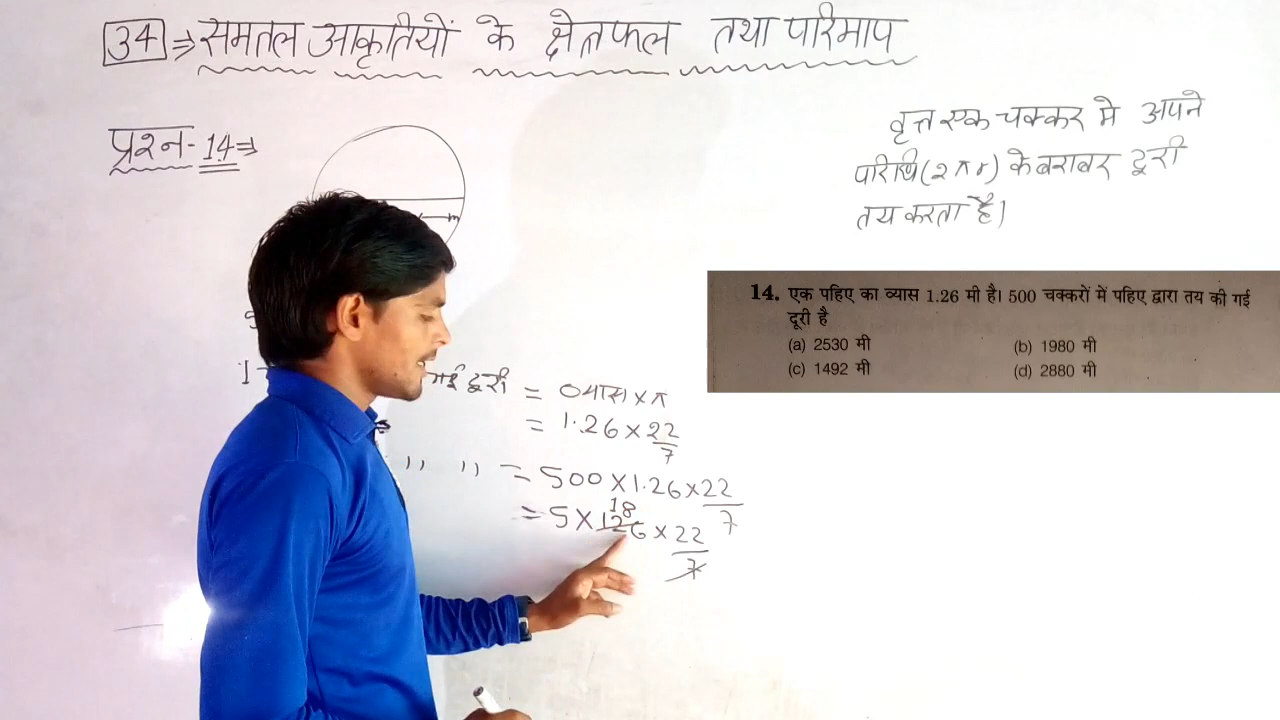 34 ⇒ समतल आकृतियों के क्षेत्रफल तथा परिमाप
प्रश्न- 14 ⇒
वृत्त एक चक्कर मे अपने
परिधि (2πr) के बराबर दूरी
तय करता है।
14. एक पहिए का व्यास 1.26 मी है। 500 चक्करों में पहिए द्वारा तय की गई
दूरी है
(a) 2530 मी (b) 1980 मी
(c) 1492 मी (d) 2880 मी
गई दूरी = व्यास × π
= 1.26 × 22/7
,, ,, = 500 × 1.26 × 22/7
18
= 5 × 126 × 22/7